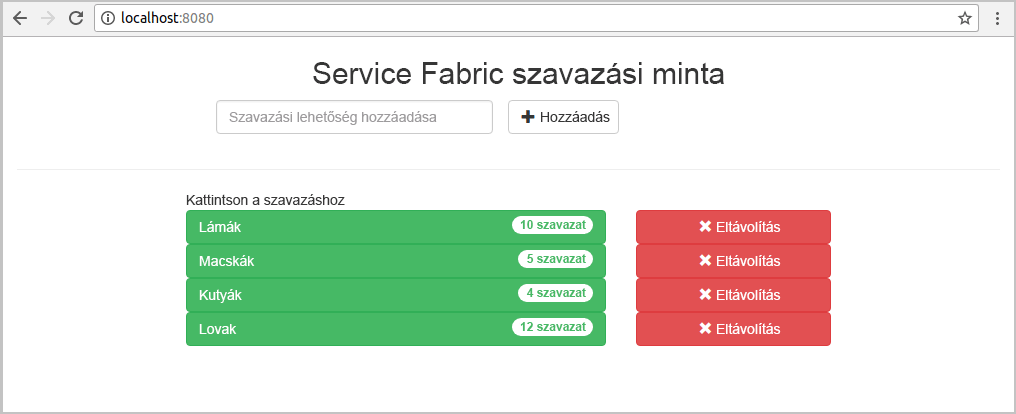 localhost:8080
Service Fabric szavazási minta
Szavazási lehetőség hozzáadása
Hozzáadás
Kattintson a szavazáshoz
Lámák 10 szavazat Eltávolítás
Macskák 5 szavazat Eltávolítás
Kutyák 4 szavazat Eltávolítás
Lovak 12 szavazat Eltávolítás